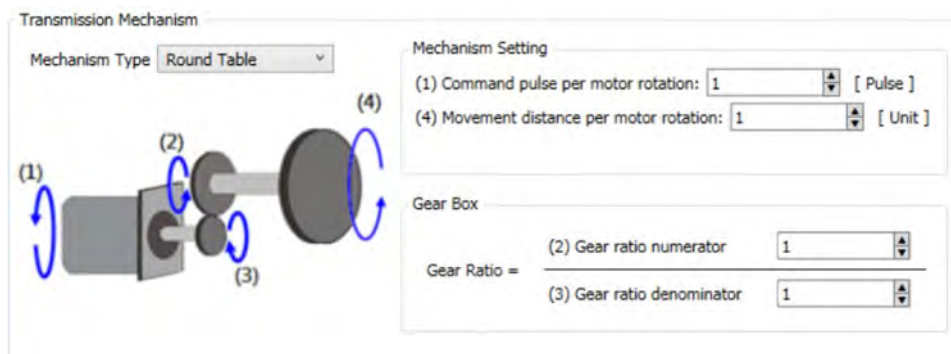 Transmission Mechanism
Mechanism Type Round Table
Mechanism Setting
(1) Command pulse per motor rotation: 1 [ Pulse ]
(4) Movement distance per motor rotation: 1 [ Unit ]
(4)
(2)
(1)
(3)
Gear Box
(2) Gear ratio numerator 1
Gear Ratio =
(3) Gear ratio denominator 1